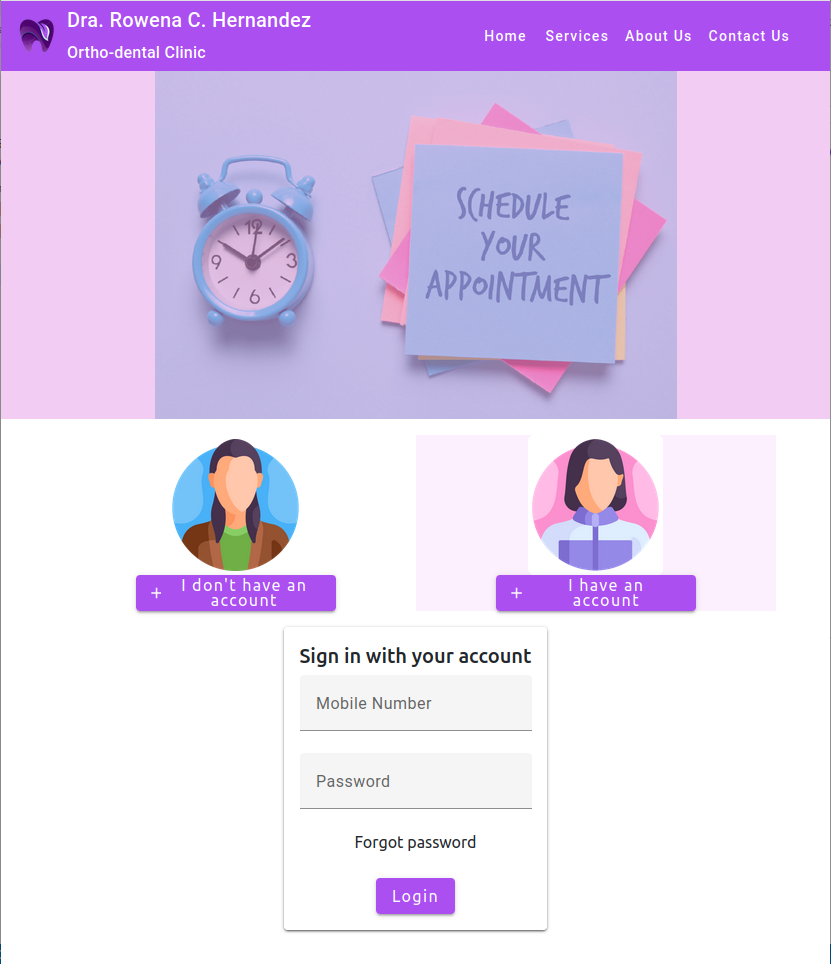 Dra. Rowena C. Hernandez
Ortho-dental Clinic
Home Services About Us Contact Us
12
9 3
6
SCHEDULE
YOUR
APPOINTMENT
+ I don't have an
account
+ I have an
account
Sign in with your account
Mobile Number
Password
Forgot password
Login